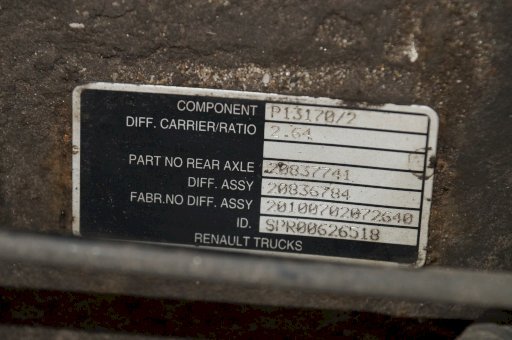 COMPONENT P13170/2
DIFF. CARRIER/RATIO 2.64
PART NO REAR AXLE 20837741
DIFF. ASSY 20836784
FABR.NO DIFF. ASSY 20100702072640
ID. SPR00626518
RENAULT TRUCKS